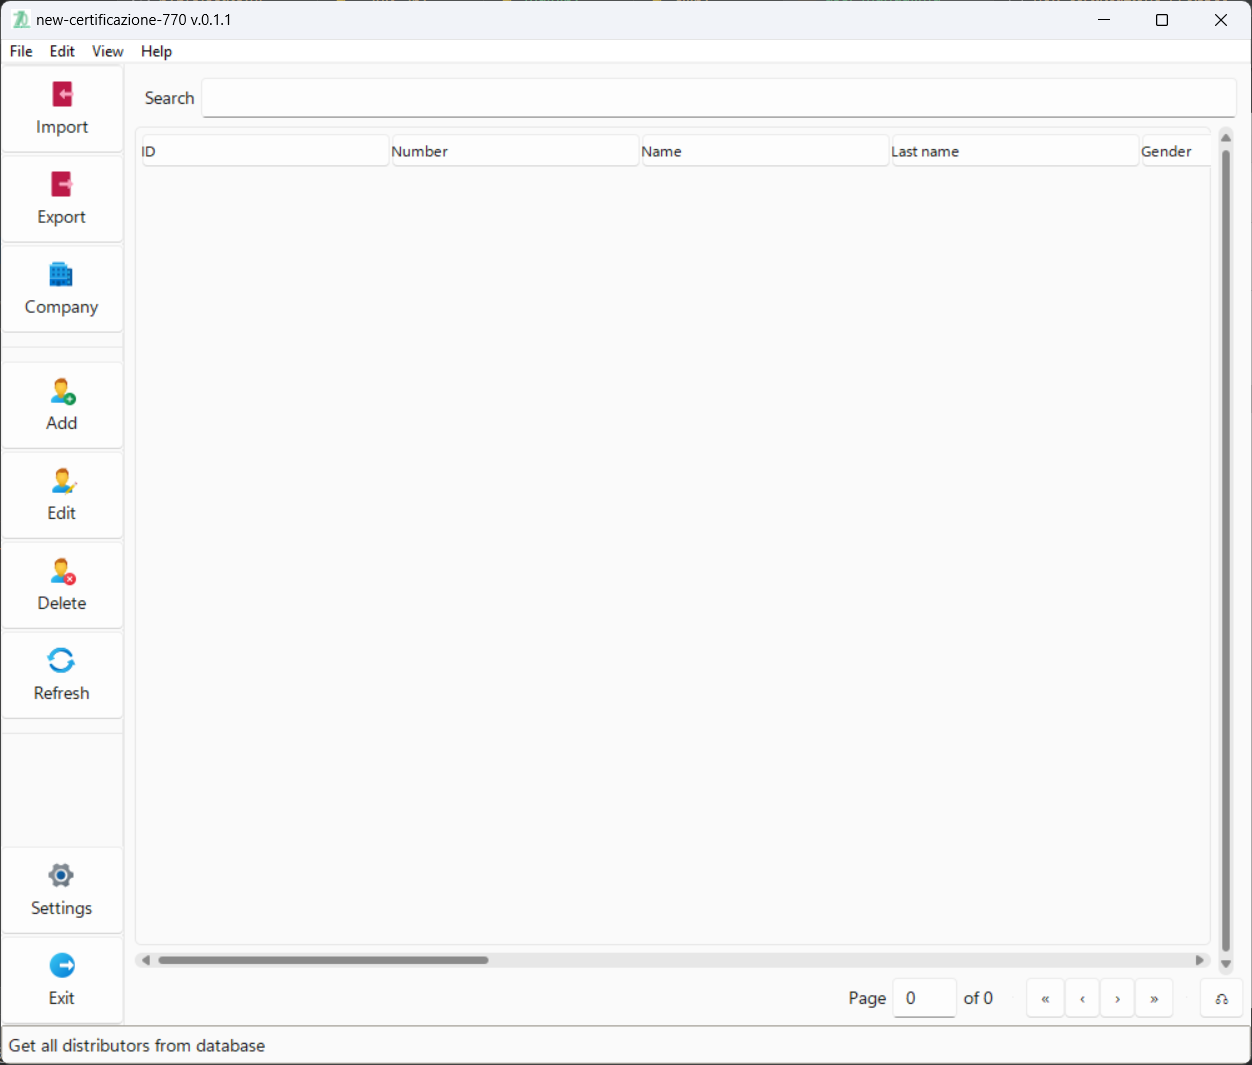 new-certificazione-770 v.0.1.1
File Edit View Help
Import
Export
Company
Add
Edit
Delete
Refresh
Settings
Exit
Search
ID Number Name Last name Gender
Page 0 of 0 « ‹ › »
Get all distributors from database